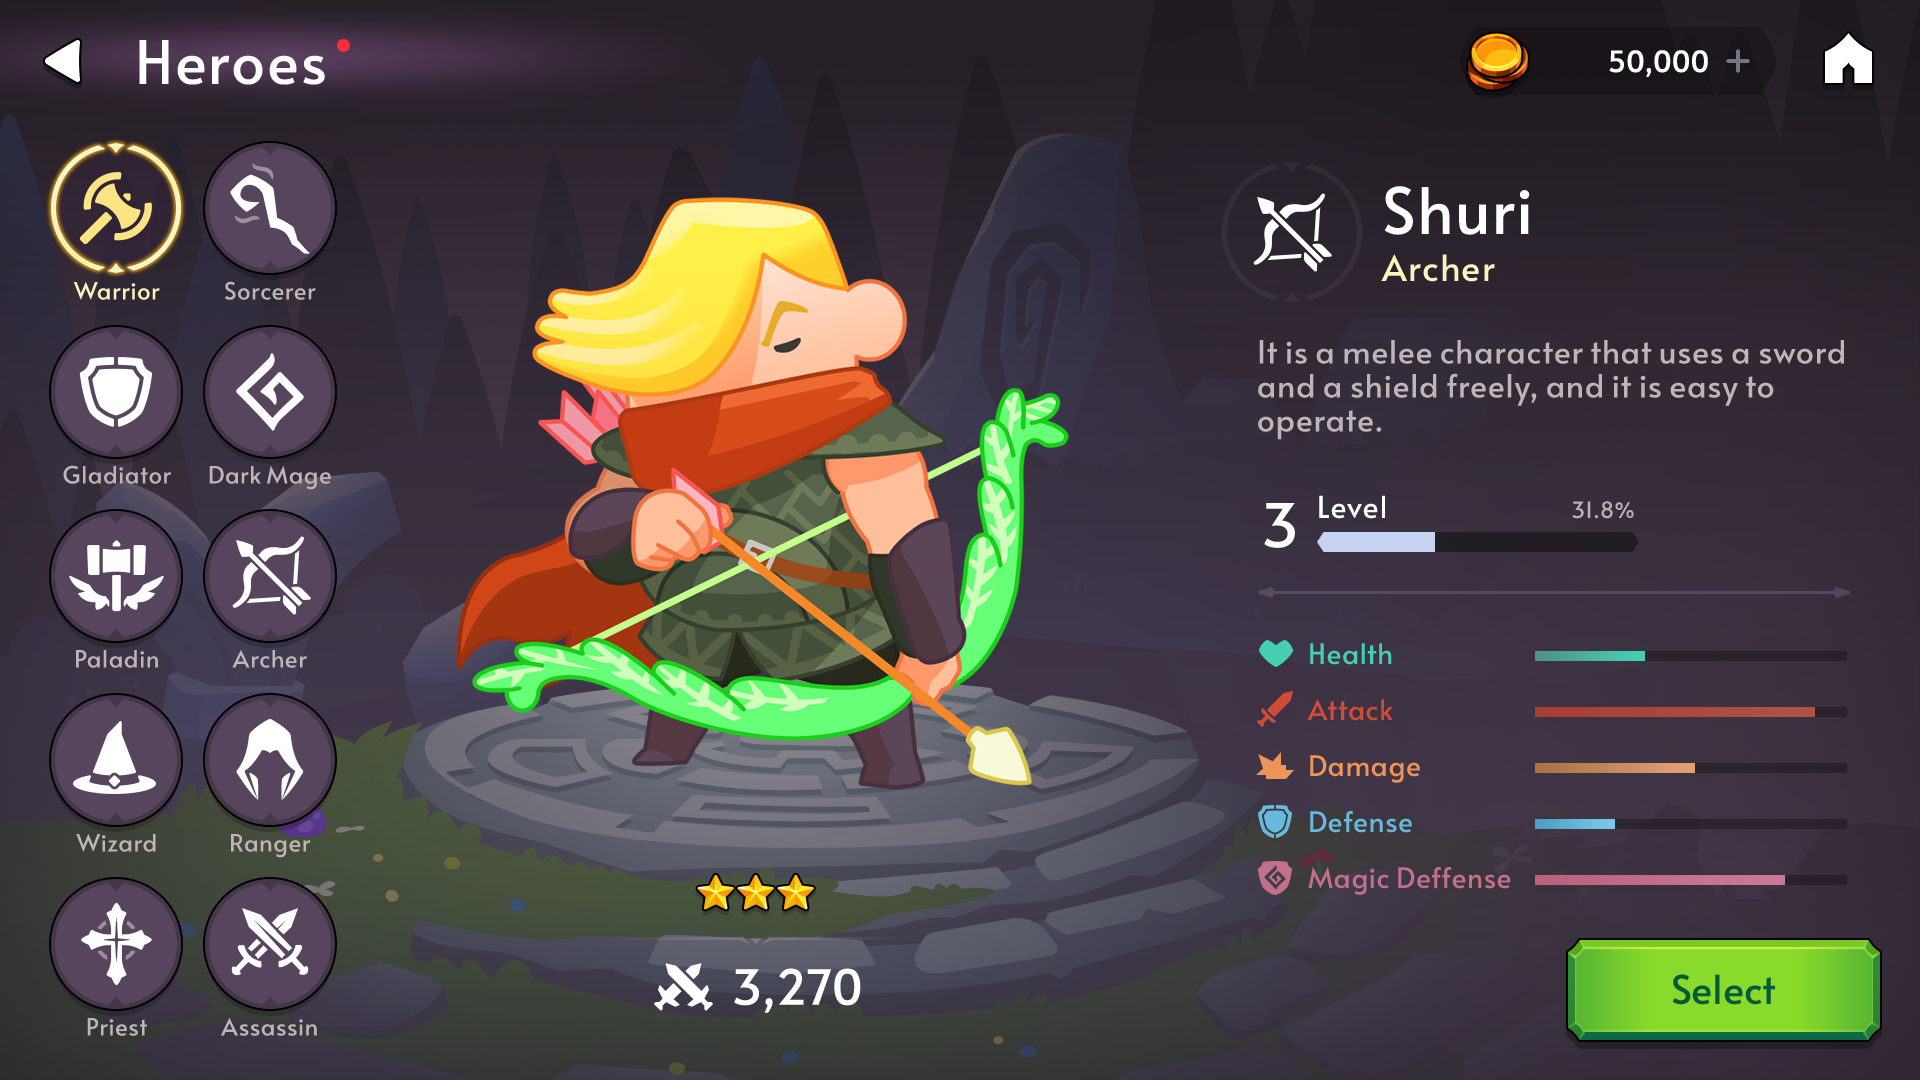 Heroes
50,000 +
Warrior
Sorcerer
Gladiator
Dark Mage
Paladin
Archer
Wizard
Ranger
Priest
Assassin
3,270
Shuri
Archer
It is a melee character that uses a sword
and a shield freely, and it is easy to
operate.
3
Level
31.8%
Health
Attack
Damage
Defense
Magic Deffense
Select